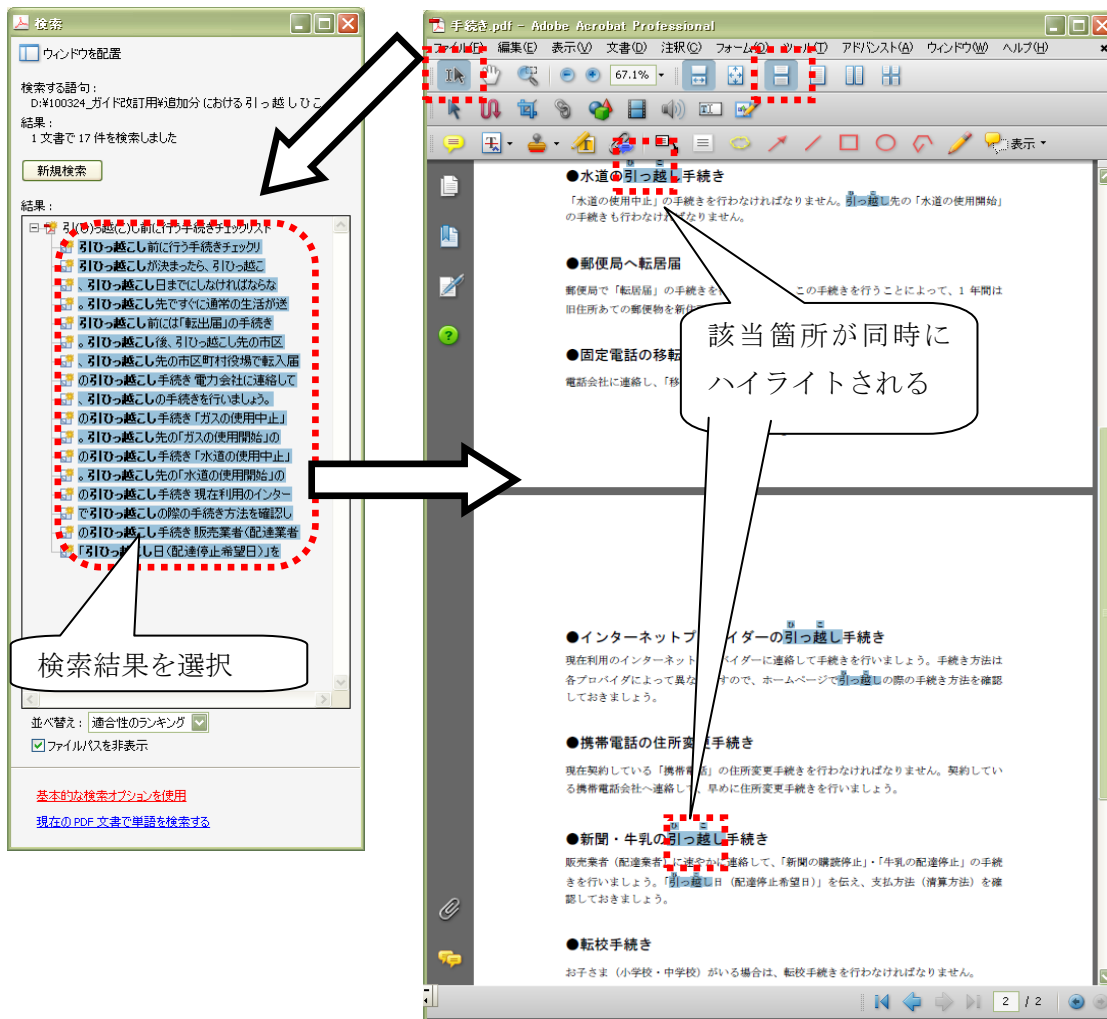 検索
ウィンドウを配置
検索する語句：
D:¥100324_ガイド改訂用¥追加分 における 引っ越 しひこ
結果：
1 文書で 17 件を検索しました
新規検索
結果：
引(ひ)っ越(こ)し前に行う手続きチェックリスト
引ひっ越こし前に行う手続きチェックリ
引ひっ越こしが決まったら、引ひっ越こ
、引ひっ越こし日までにしなければならな
。引ひっ越こし先ですぐに通常の生活が送
引ひっ越こし前には「転出届」の手続き
。引ひっ越こし後、引ひっ越こし先の市区
、引ひっ越こし先の市区町村役場で転入届
の引ひっ越こし手続き 電力会社に連絡して
、引ひっ越こしの手続きを行いましょう。
の引ひっ越こし手続き 「ガスの使用中止」
。引ひっ越こし先の「ガスの使用開始」の
の引ひっ越こし手続き 「水道の使用中止」
。引ひっ越こし先の「水道の使用開始」の
の引ひっ越こし手続き 現在利用のインター
で引ひっ越こしの際の手続き方法を確認し
の引ひっ越こし手続き 販売業者（配達業者
「引ひっ越こし日（配達停止希望日）」を
検索結果を選択
並べ替え： 適合性のランキング
ファイルパスを非表示
基本的な検索オプションを使用
現在の PDF 文書で単語を検索する
手続き.pdf - Adobe Acrobat Professional
ファイル(F) 編集(E) 表示(V) 文書(D) 注釈(C) フォーム(O) ツール(T) アドバンスト(A) ウィンドウ(W) ヘルプ(H)
67.1%
表示
ひ こ
●水道の引っ越し手続き
ひ こ
「水道の使用中止」の手続きを行わなければなりません。引っ越し先の「水道の使用開始」
の手続きも行わなければなりません。
●郵便局へ転居届
郵便局で「転居届」の手続きを この手続きを行うことによって、1 年間は
旧住所あての郵便物を新住
●固定電話の移転
電話会社に連絡し、「移
該当箇所が同時に
ハイライトされる
ひ こ
●インターネットプ イダーの引っ越し手続き
現在利用のインターネット バイダーに連絡して手続きを行いましょう。手続き方法は
ひ こ
各プロバイダによって異な すので、ホームページで引っ越しの際の手続き方法を確認
しておきましょう。
●携帯電話の住所変更手続き
現在契約している「携帯電話」の住所変更手続きを行わなければなりません。契約してい
る携帯電話会社へ連絡して、早めに住所変更手続きを行いましょう。
ひ こ
●新聞・牛乳の引っ越し手続き
販売業者（配達業者）に速やかに連絡して、「新聞の購読停止」・「牛乳の配達停止」の手続
ひ こ
きを行いましょう。「引っ越し日（配達停止希望日）」を伝え、支払方法（清算方法）を確
認しておきましょう。
●転校手続き
お子さま（小学校・中学校）がいる場合は、転校手続きを行わなければなりません。
2 / 2